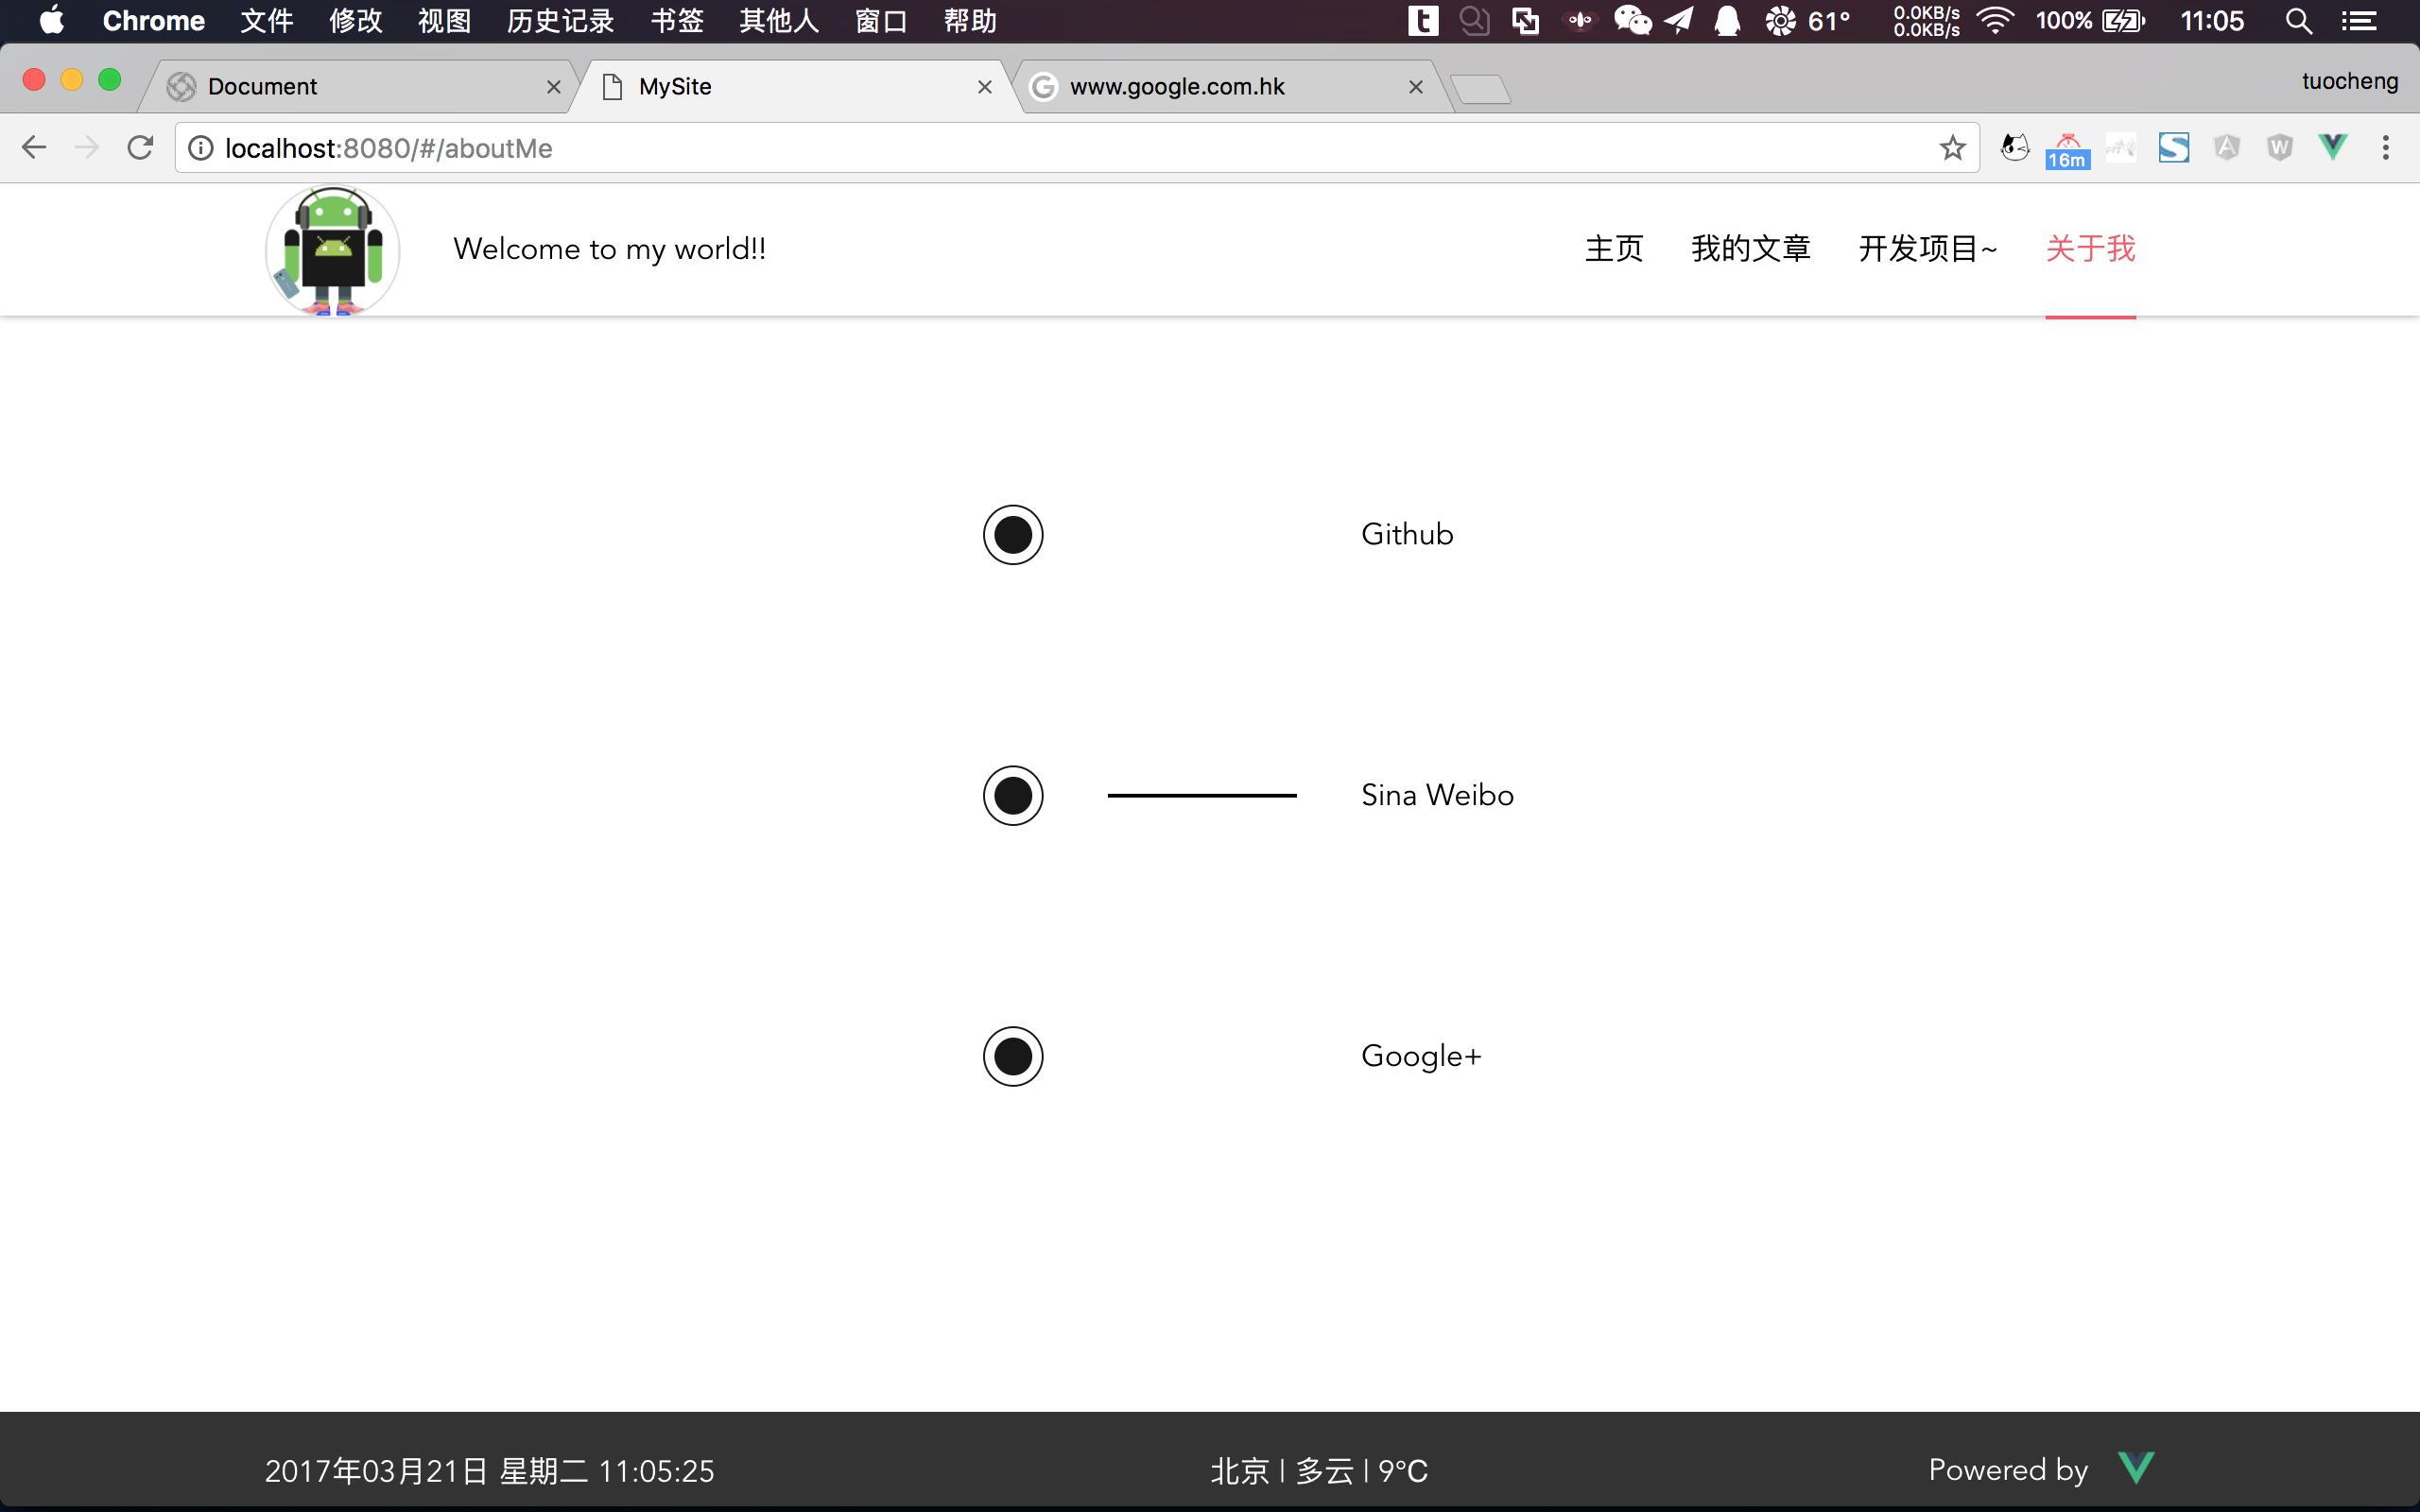 Chrome 文件 修改 视图 历史记录 书签 其他人 窗口 帮助 t 61° 0.0KB/s 100% 11:05
0.0KB/s
Document MySite www.google.com.hk tuocheng
localhost:8080/#/aboutMe 16m S A W
Welcome to my world!! 主页 我的文章 开发项目~ 关于我
Github
Sina Weibo
Google+
2017年03月21日 星期二 11:05:25 北京 | 多云 | 9℃ Powered by